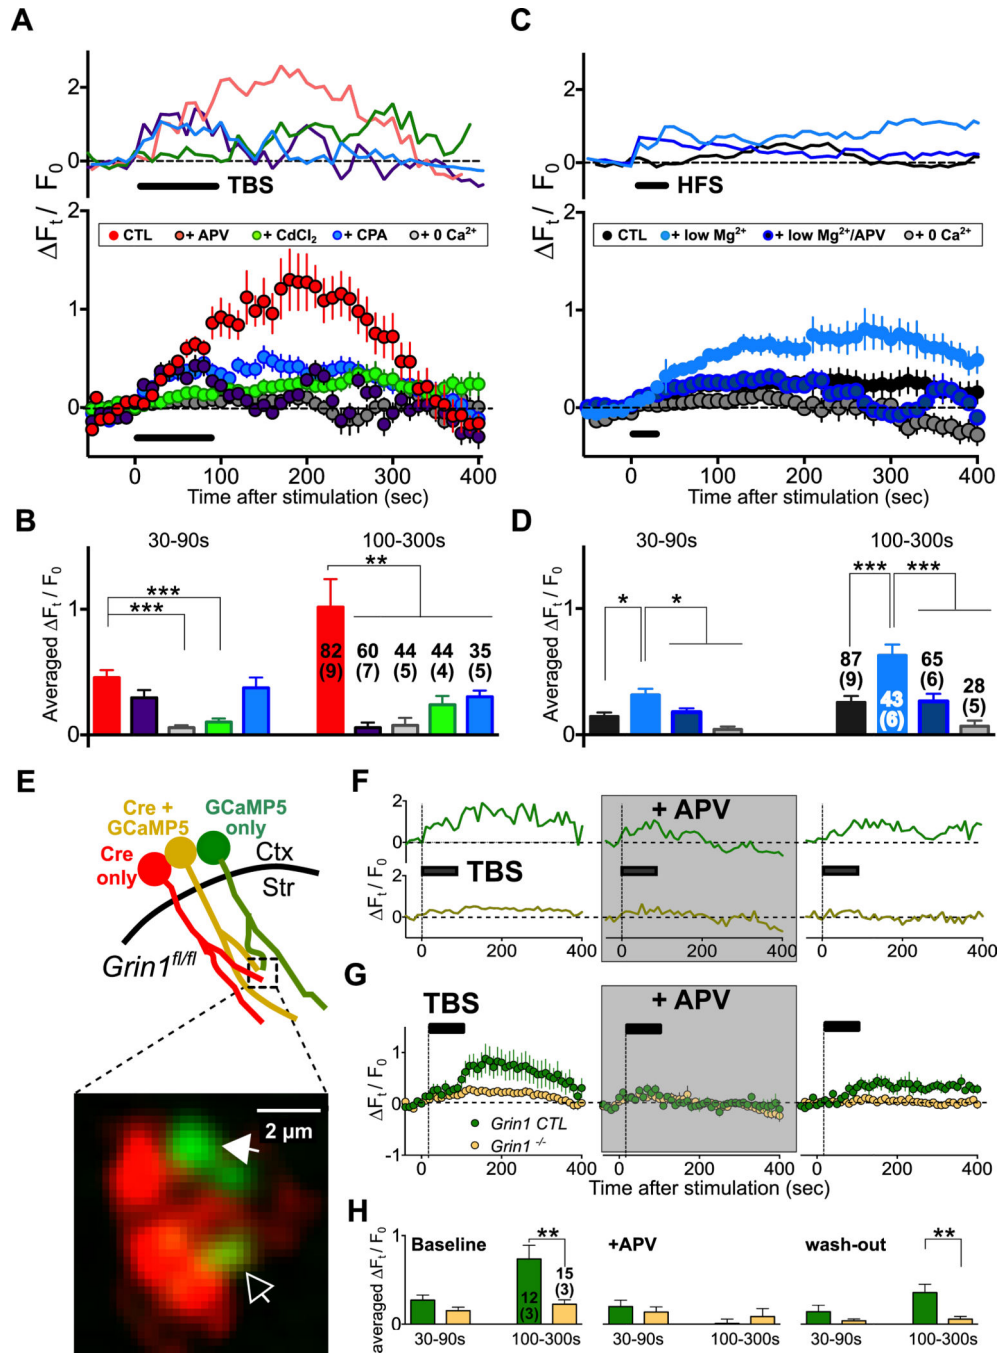 A
ΔFt / F0
2
1
0
TBS
2
1
0
CTL + APV + CdCl2 + CPA + 0 Ca2+
0 100 200 300 400
Time after stimulation (sec)
C
ΔFt / F0
2
1
0
HFS
2
1
0
CTL + low Mg2+ + low Mg2+/APV + 0 Ca2+
0 100 200 300 400
Time after stimulation (sec)
B
Averaged ΔFt / F0
1
0
30-90s 100-300s
*** *** **
82 60 44 44 35
(9) (7) (5) (4) (5)
D
Averaged ΔFt / F0
1
0
30-90s 100-300s
* * *** ***
87 43 65 28
(9) (6) (6) (5)
E
Cre + GCaMP5
GCaMP5 only
Cre only
Ctx
Str
Grin1fl/fl
2 µm
F
ΔFt / F0
2
0
2
0
TBS
+ APV
0 200 400
0 200 400
0 200 400
G
ΔFt / F0
1
0
-1
TBS
+ APV
Grin1 CTL
Grin1 -/-
0 200 400
0 200 400
0 200 400
Time after stimulation (sec)
H
averaged ΔFt / F0
1
0
Baseline +APV wash-out
** **
12 15
(3) (3)
30-90s 100-300s
30-90s 100-300s
30-90s 100-300s